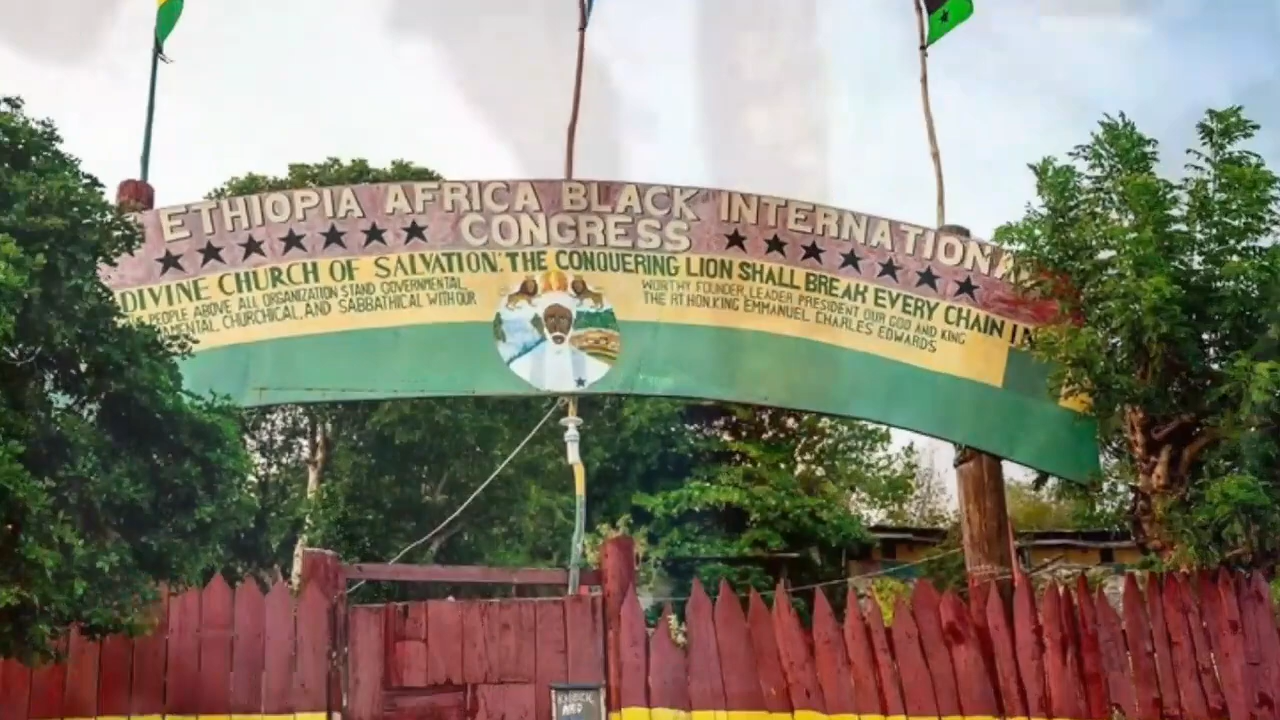 ETHIOPIA AFRICA BLACK INTERNATIONAL
CONGRESS
DIVINE CHURCH OF SALVATION. THE CONQUERING LION SHALL BREAK EVERY CHAIN IN
PEOPLE ABOVE ALL ORGANIZATION STAND GOVERNMENTAL,
CHURCHICAL, AND SABBATHICAL WITH OUR
WORTHY FOUNDER, LEADER PRESIDENT OUR GOD AND KING
THE RT HON. KING EMMANUEL CHARLES EDWARDS